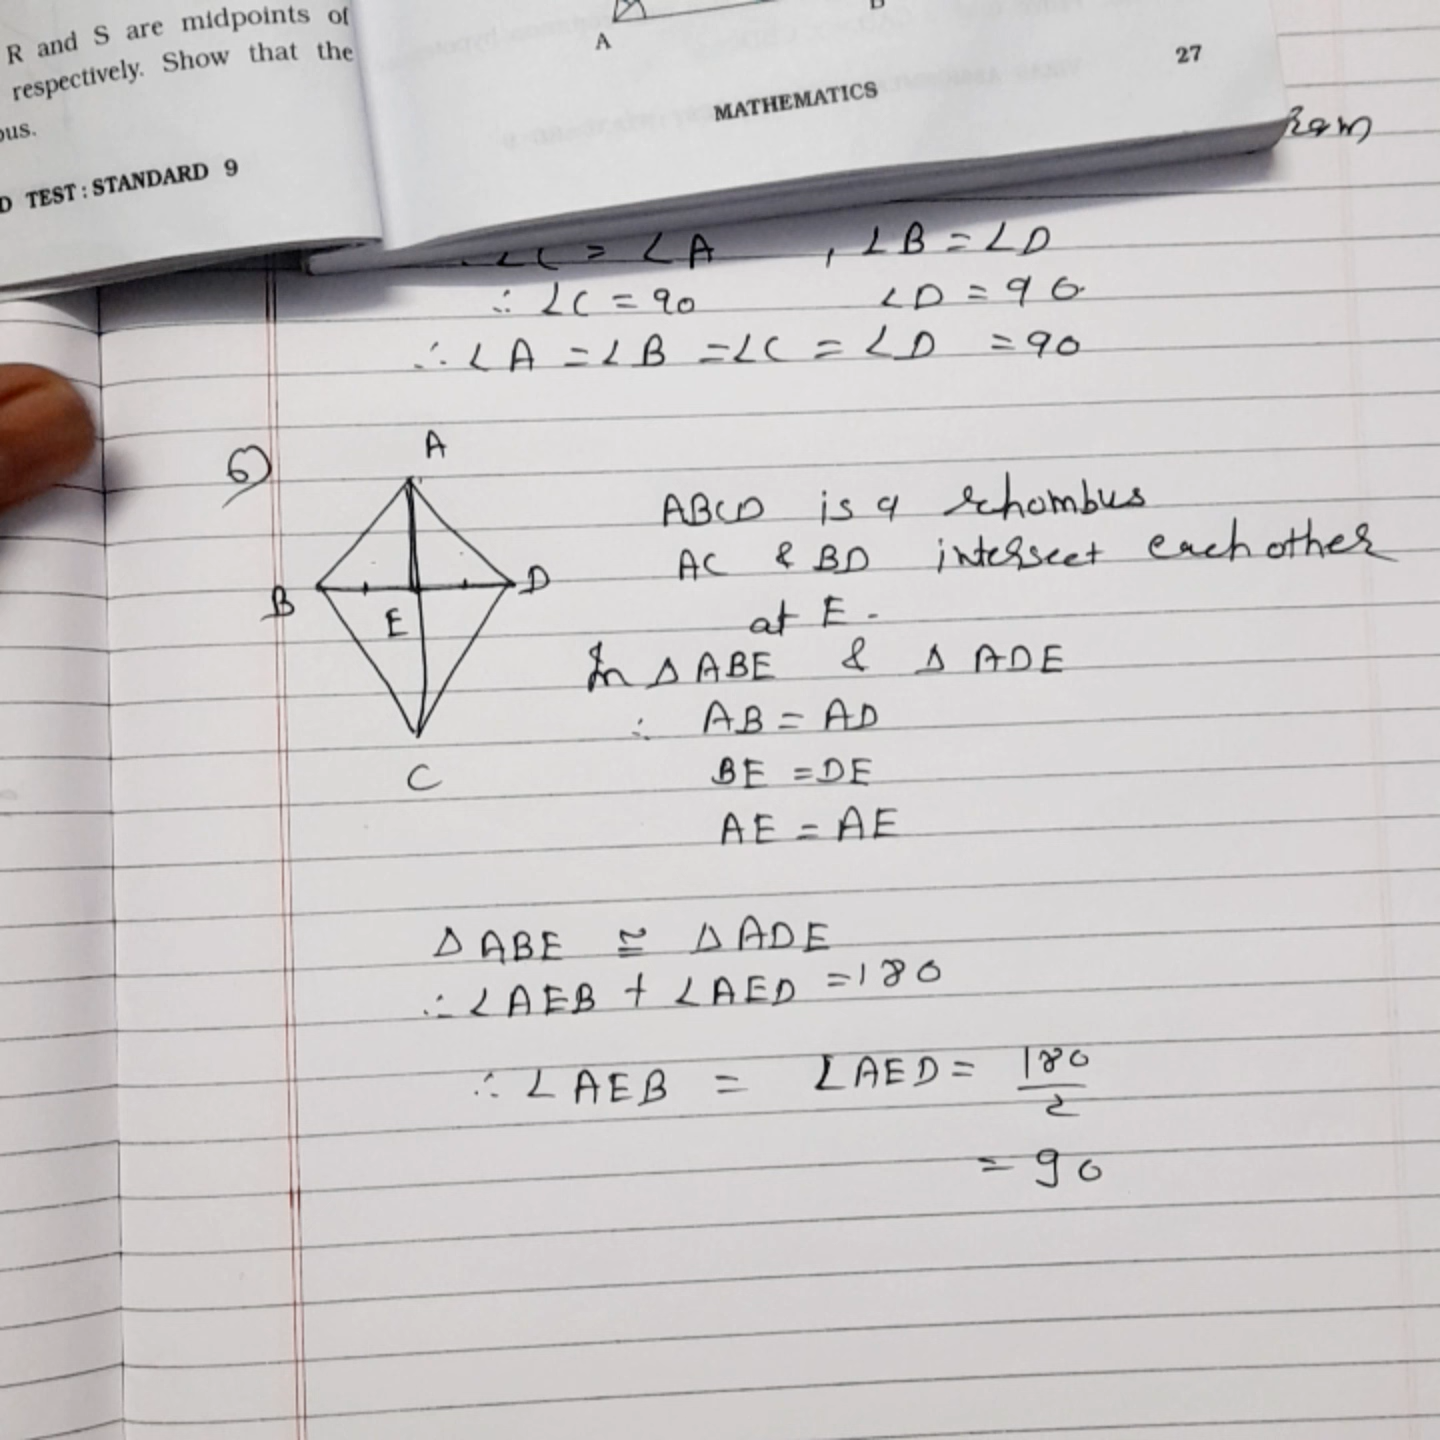 R and S are midpoints of
respectively. Show that the
TEST : STANDARD 9
A
27
MATHEMATICS
∠C = ∠A , ∠B = ∠D
∴ ∠C = 90 ∠D = 90
∴ ∠A = ∠B = ∠C = ∠D = 90
6)
A
B
D
E
C
ABCD is a rhombus
AC & BD intersect each other
at E.
In Δ ABE & Δ ADE
∴ AB = AD
BE = DE
AE = AE
Δ ABE ≅ Δ ADE
∴ ∠AEB + ∠AED = 180
∴ ∠AEB = ∠AED = 180/2
= 90